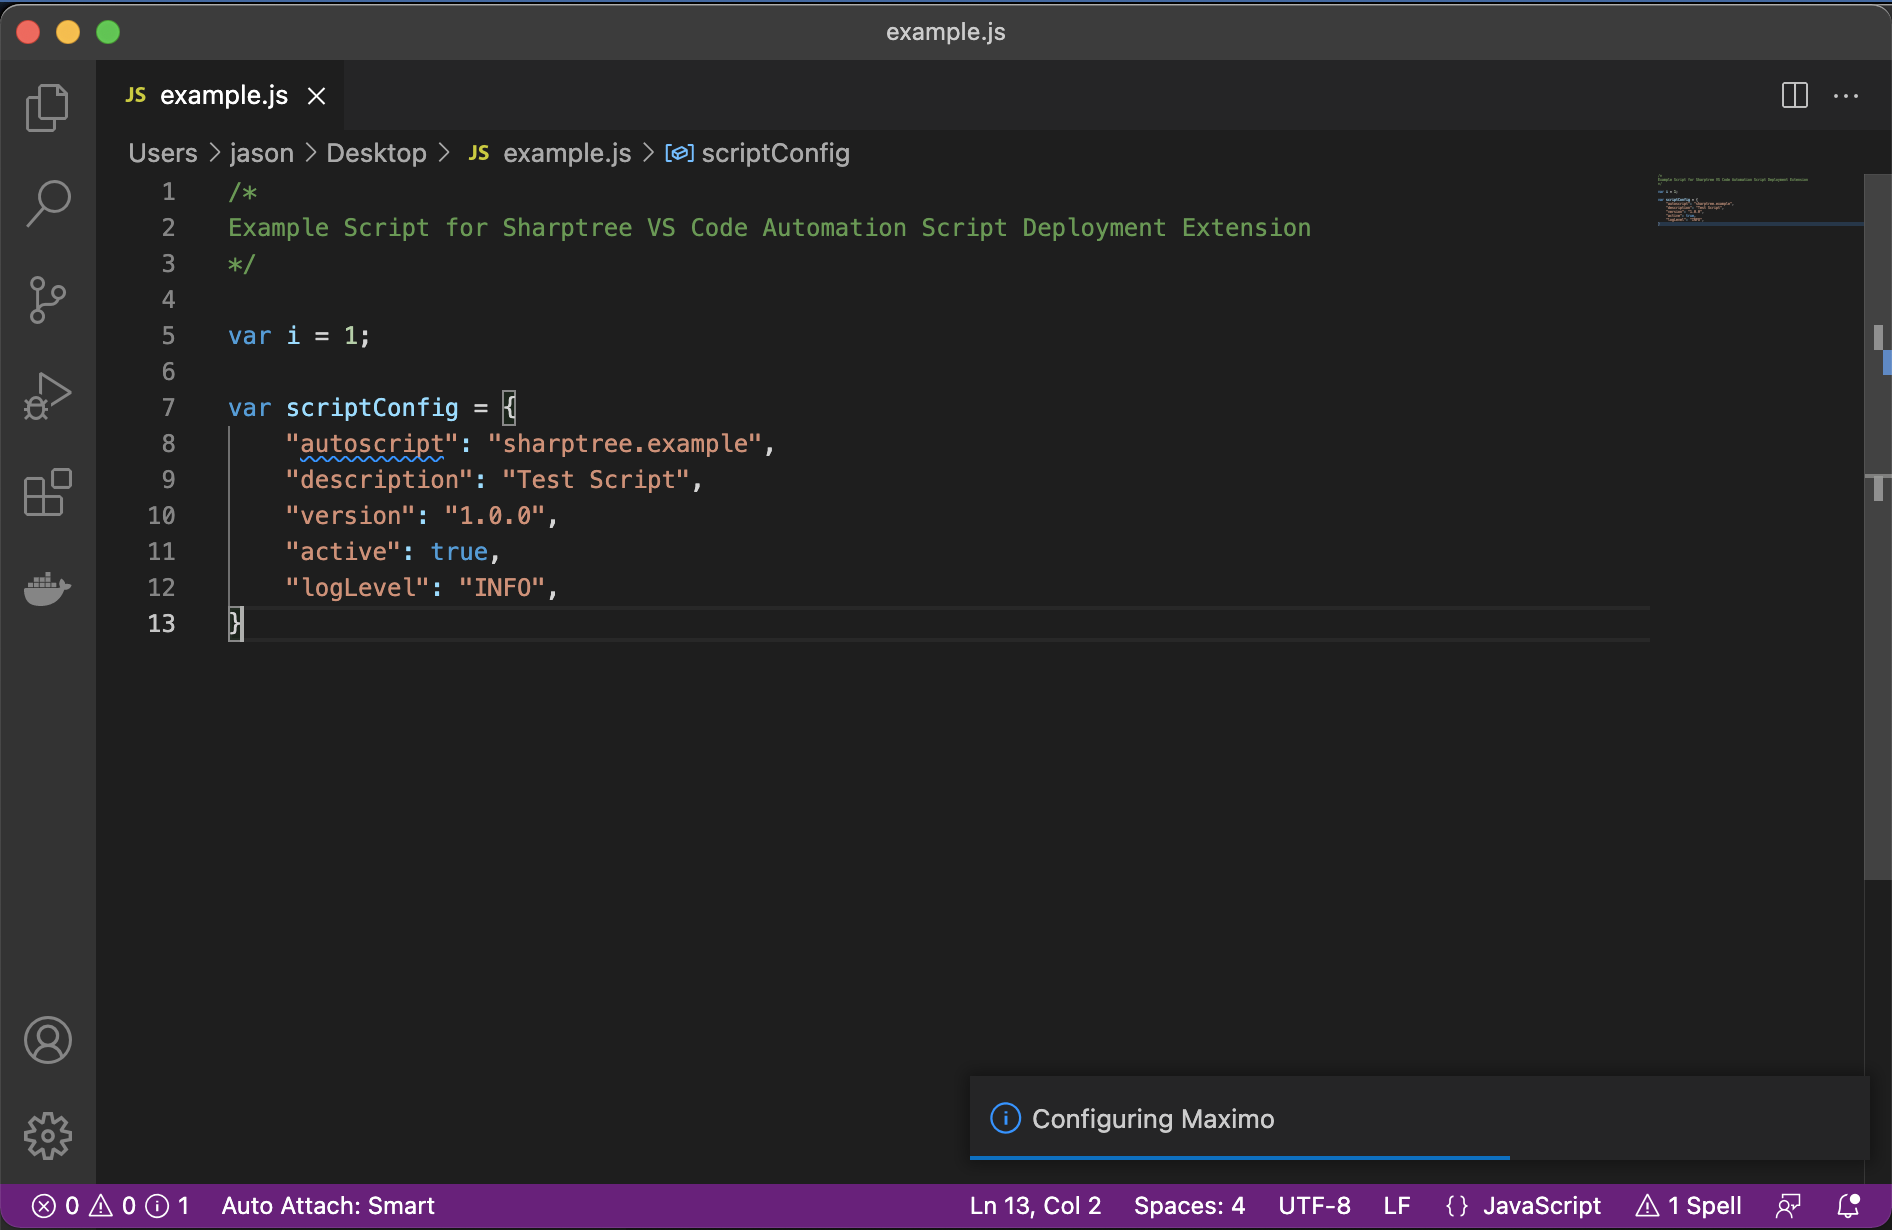 example.js
JS example.js
Users > jason > Desktop > JS example.js > scriptConfig
1 /*
2 Example Script for Sharptree VS Code Automation Script Deployment Extension
3 */
4
5 var i = 1;
6
7 var scriptConfig = {
8 "autoscript": "sharptree.example",
9 "description": "Test Script",
10 "version": "1.0.0",
11 "active": true,
12 "logLevel": "INFO",
13 }
Configuring Maximo
0 0 1 Auto Attach: Smart Ln 13, Col 2 Spaces: 4 UTF-8 LF {} JavaScript 1 Spell